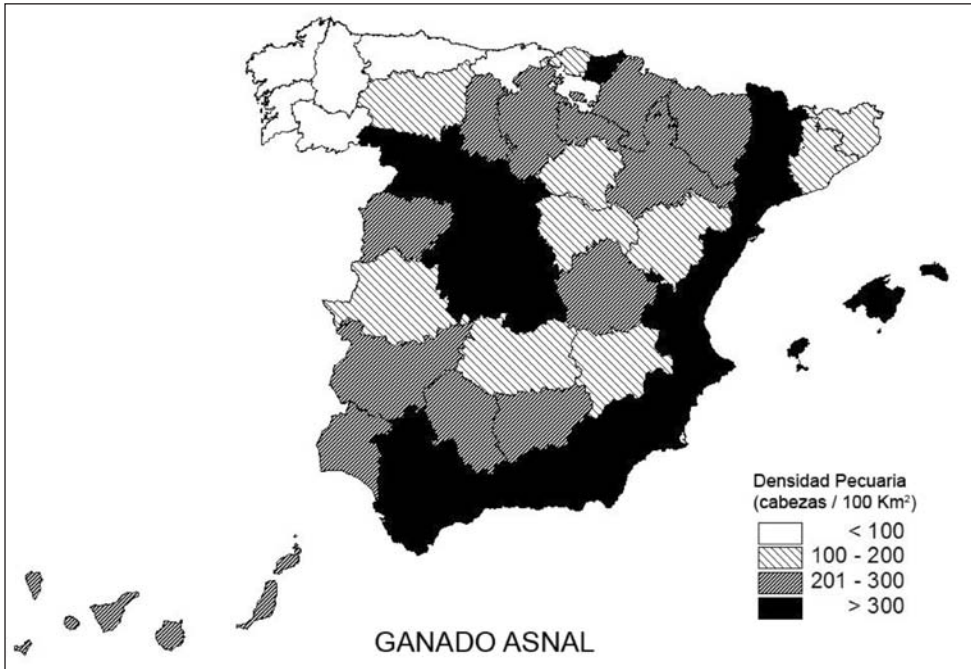 Densidad Pecuaria
(cabezas / 100 Km²)
< 100
100 - 200
201 - 300
> 300
GANADO ASNAL